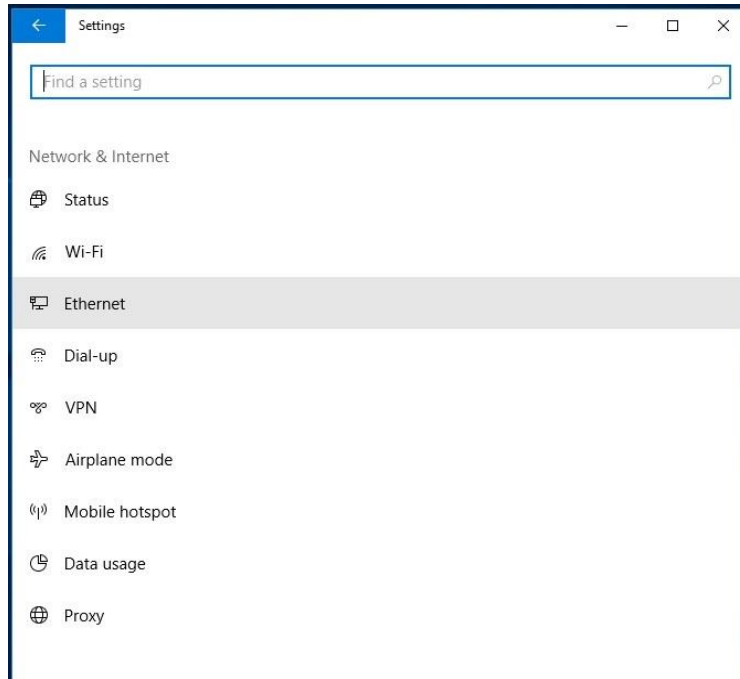 Settings
Find a setting
Network & Internet
Status
Wi-Fi
Ethernet
Dial-up
VPN
Airplane mode
Mobile hotspot
Data usage
Proxy